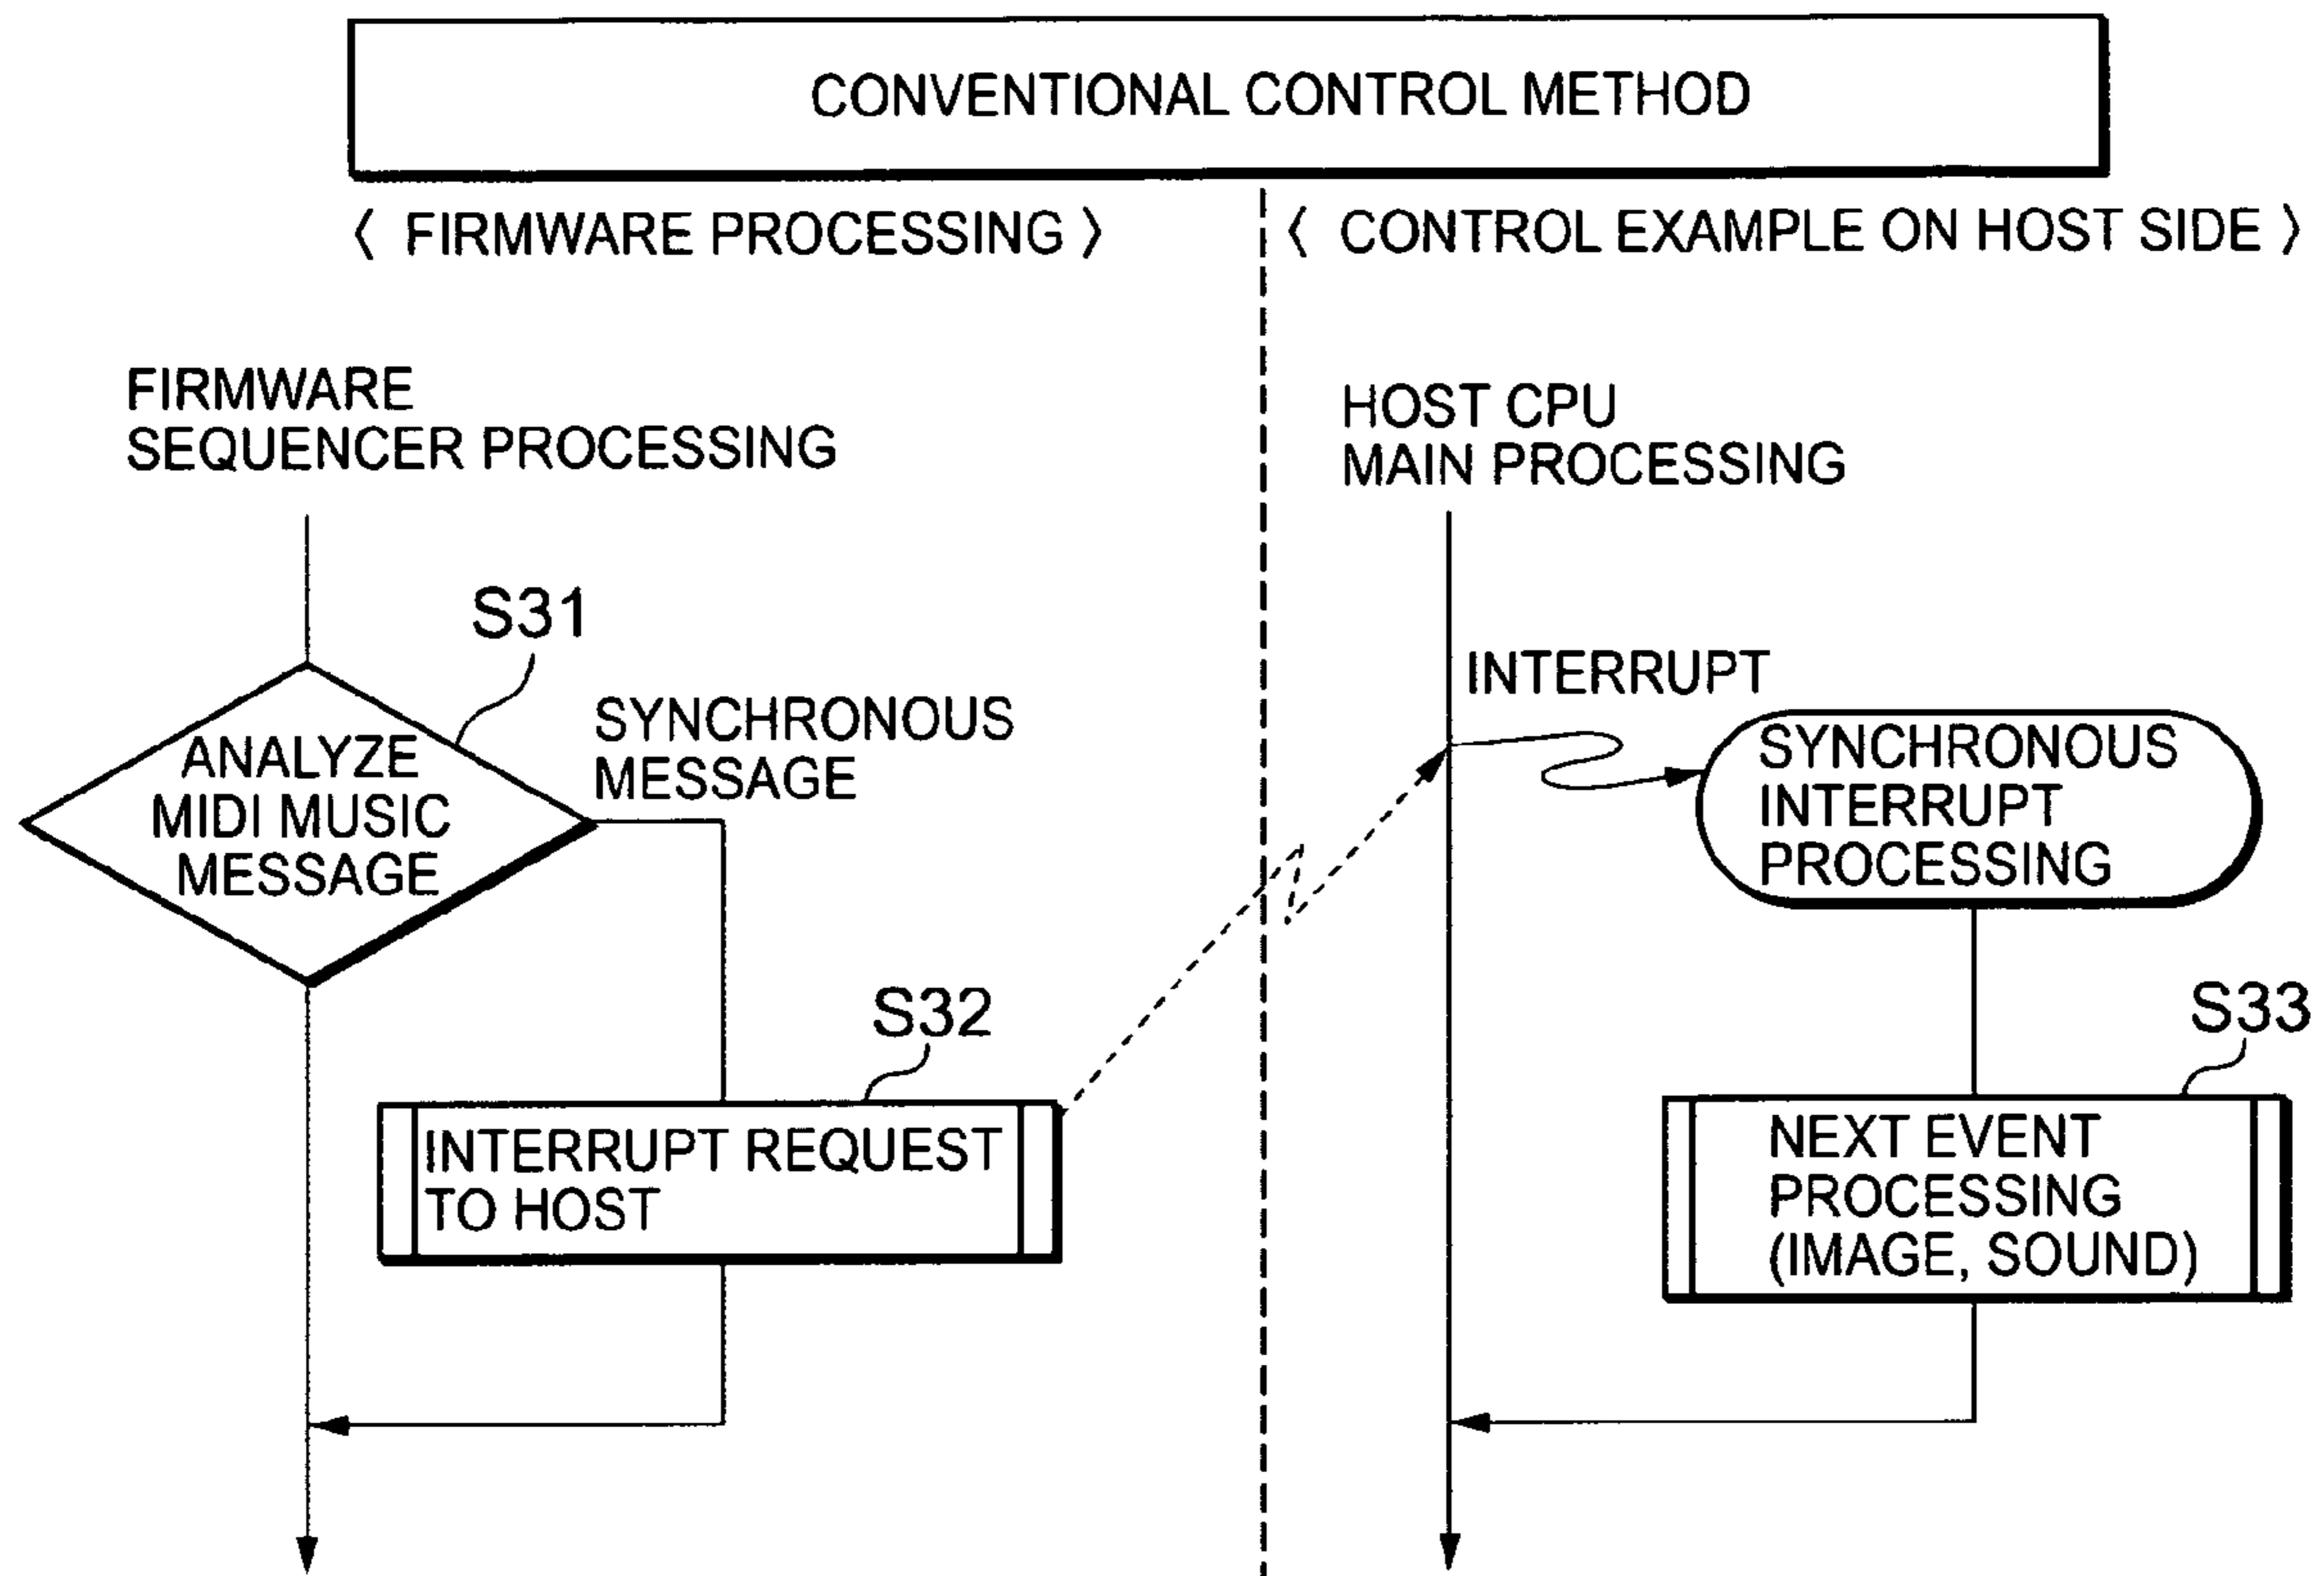 CONVENTIONAL CONTROL METHOD
〈 FIRMWARE PROCESSING 〉
〈 CONTROL EXAMPLE ON HOST SIDE 〉
FIRMWARE
SEQUENCER PROCESSING
S31
ANALYZE
MIDI MUSIC
MESSAGE
SYNCHRONOUS
MESSAGE
S32
INTERRUPT REQUEST
TO HOST
HOST CPU
MAIN PROCESSING
INTERRUPT
SYNCHRONOUS
INTERRUPT
PROCESSING
S33
NEXT EVENT
PROCESSING
(IMAGE, SOUND)